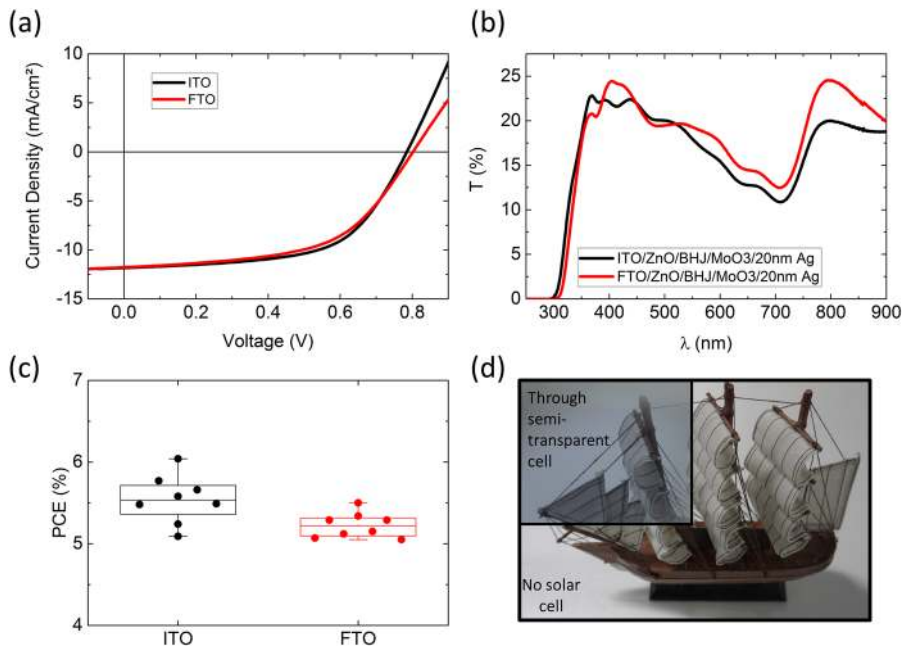 (a)
10
5
0
-5
-10
-15
Current Density (mA/cm²)
ITO
FTO
0.0 0.2 0.4 0.6 0.8
Voltage (V)
(b)
25
20
15
10
5
0
T (%)
ITO/ZnO/BHJ/MoO3/20nm Ag
FTO/ZnO/BHJ/MoO3/20nm Ag
300 400 500 600 700 800 900
λ (nm)
(c)
7
6
5
4
PCE (%)
ITO FTO
(d)
Through
semi-
transparent
cell
No solar
cell